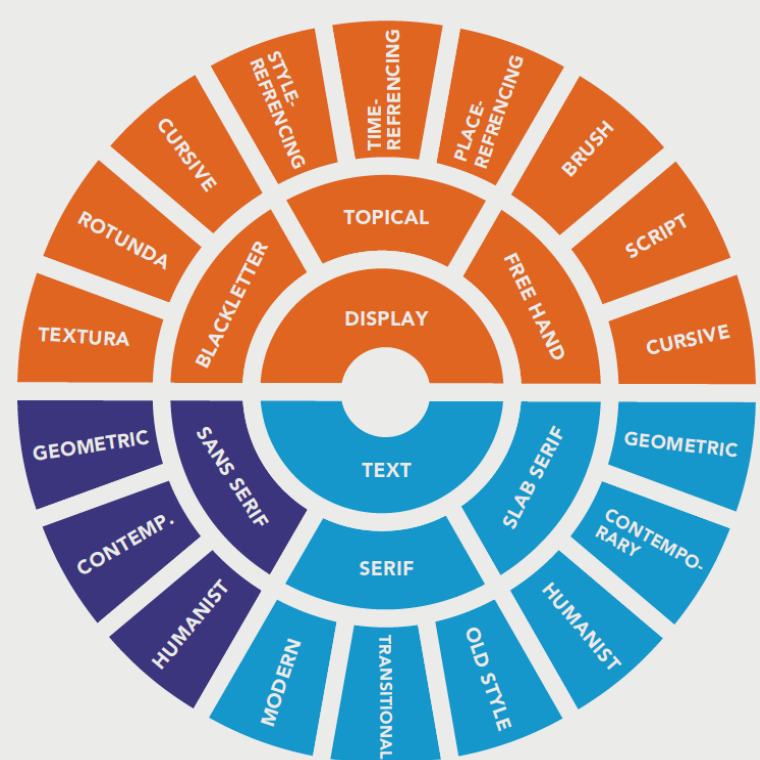 STYLE-
REFRENCING
TIME-
REFRENCING
PLACE-
REFRENCING
CURSIVE
BRUSH
ROTUNDA
SCRIPT
TEXTURA
CURSIVE
TOPICAL
BLACKLETTER
FREE HAND
DISPLAY
TEXT
SANS SERIF
SLAB SERIF
SERIF
GEOMETRIC
GEOMETRIC
CONTEMP.
CONTEMPO-
RARY
HUMANIST
HUMANIST
MODERN
TRANSITIONAL
OLD STYLE